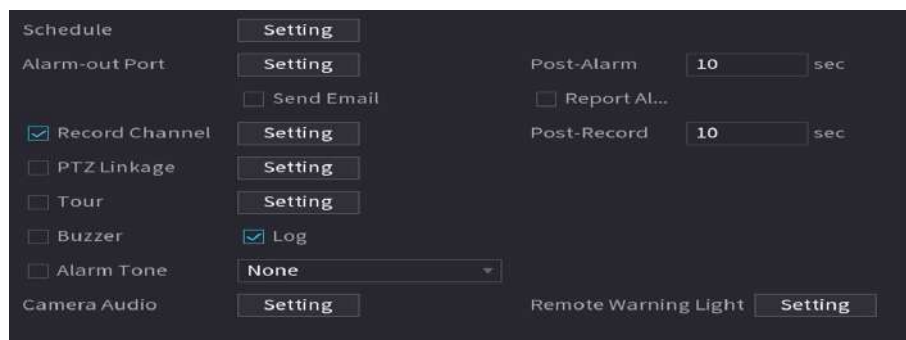 Schedule Setting
Alarm-out Port Setting Post-Alarm 10 sec
Send Email Report Al...
Record Channel Setting Post-Record 10 sec
PTZ Linkage Setting
Tour Setting
Buzzer Log
Alarm Tone None
Camera Audio Setting Remote Warning Light Setting